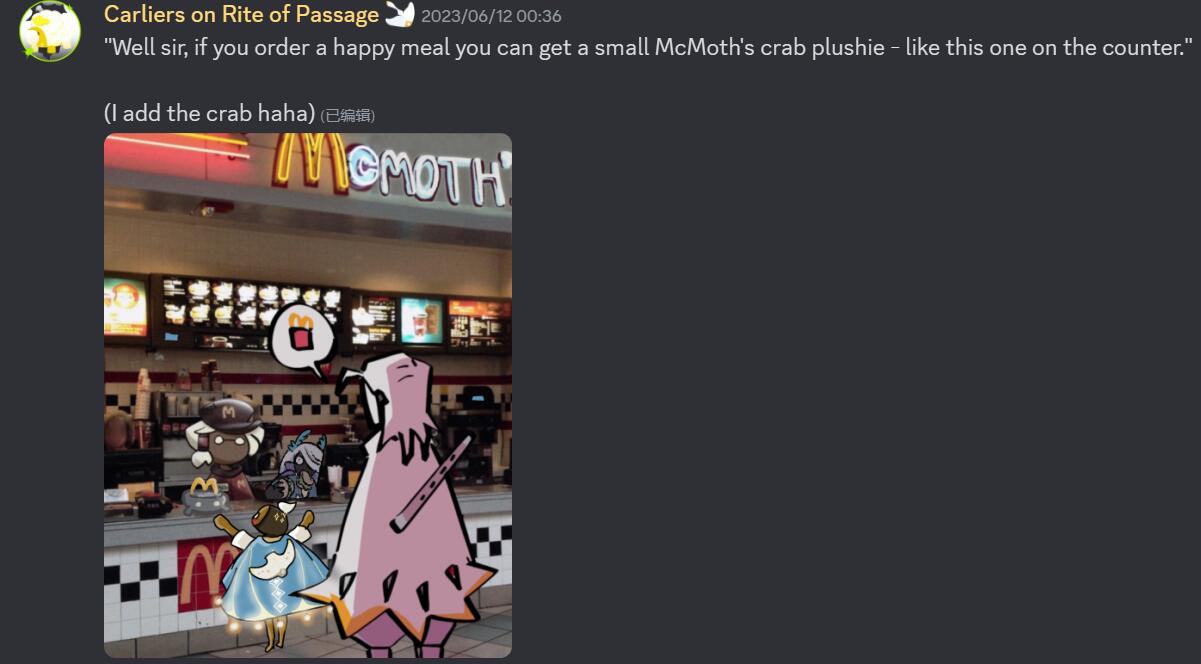 Carliers on Rite of Passage 2023/06/12 00:36
"Well sir, if you order a happy meal you can get a small McMoth's crab plushie - like this one on the counter."
(I add the crab haha) (已编辑)
McMOTH'
M
M
M
M